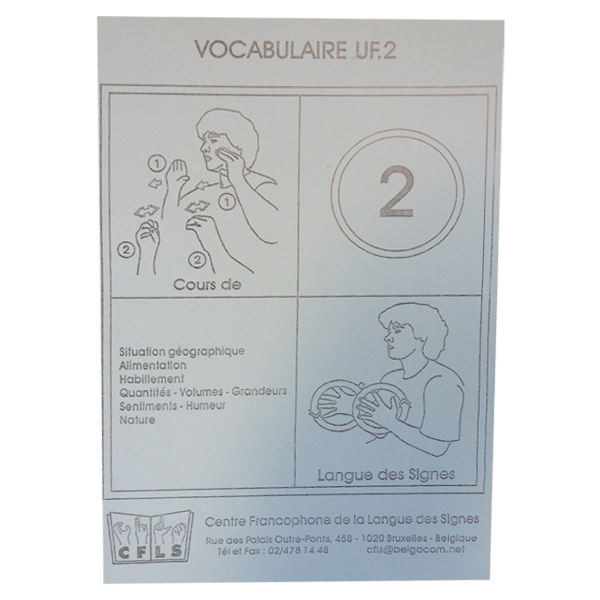 VOCABULAIRE UF.2
1
1
2
2
Cours de
2
Situation géographique
Alimentation
Habillement
Quantités - Volumes - Grandeurs
Sentiments - Humeur
Nature
Langue des Signes
CFLS
Centre Francophone de la Langue des Signes
Rue des Palais Outre-Ponts, 458 - 1020 Bruxelles - Belgique
Tél et Fax : 02/478 14 48 cfls@belgacom.net